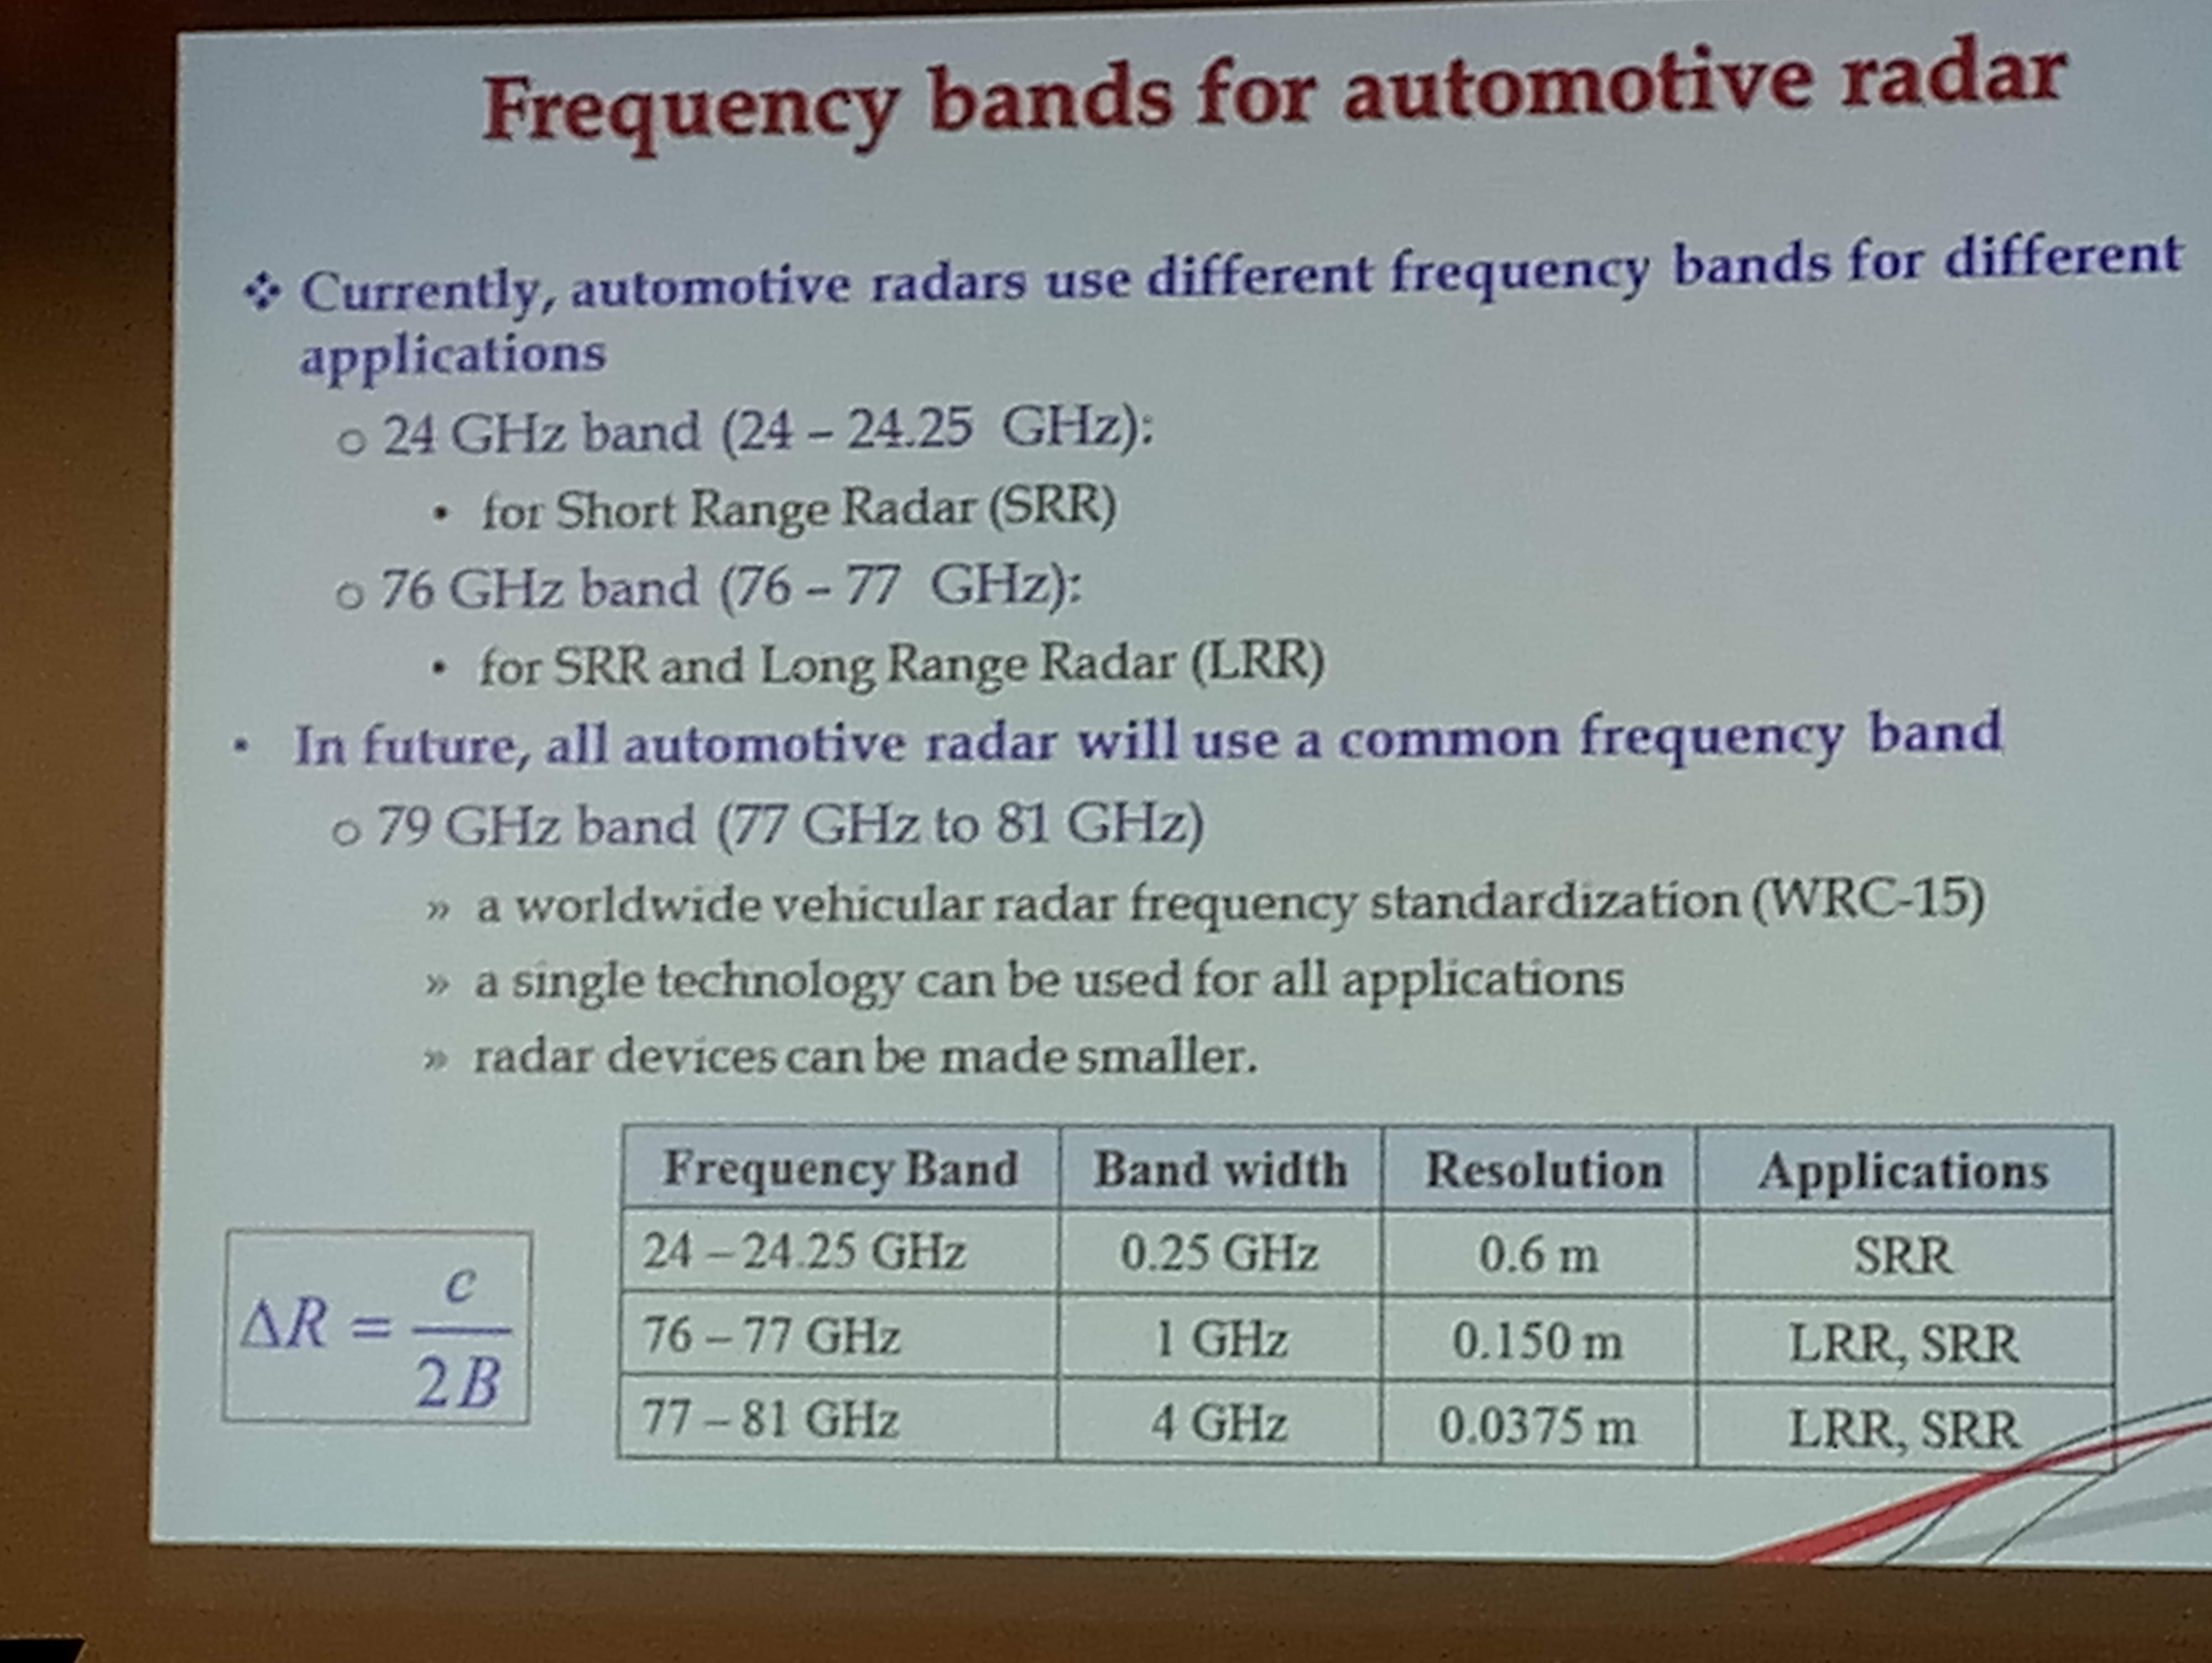 Frequency bands for automotive radar
❖ Currently, automotive radars use different frequency bands for different
applications
o 24 GHz band (24 – 24.25 GHz):
• for Short Range Radar (SRR)
o 76 GHz band (76 – 77 GHz):
• for SRR and Long Range Radar (LRR)
• In future, all automotive radar will use a common frequency band
o 79 GHz band (77 GHz to 81 GHz)
» a worldwide vehicular radar frequency standardization (WRC-15)
» a single technology can be used for all applications
» radar devices can be made smaller.
Frequency Band Band width Resolution Applications
24 – 24.25 GHz 0.25 GHz 0.6 m SRR
76 – 77 GHz 1 GHz 0.150 m LRR, SRR
77 – 81 GHz 4 GHz 0.0375 m LRR, SRR
ΔR = c / 2B